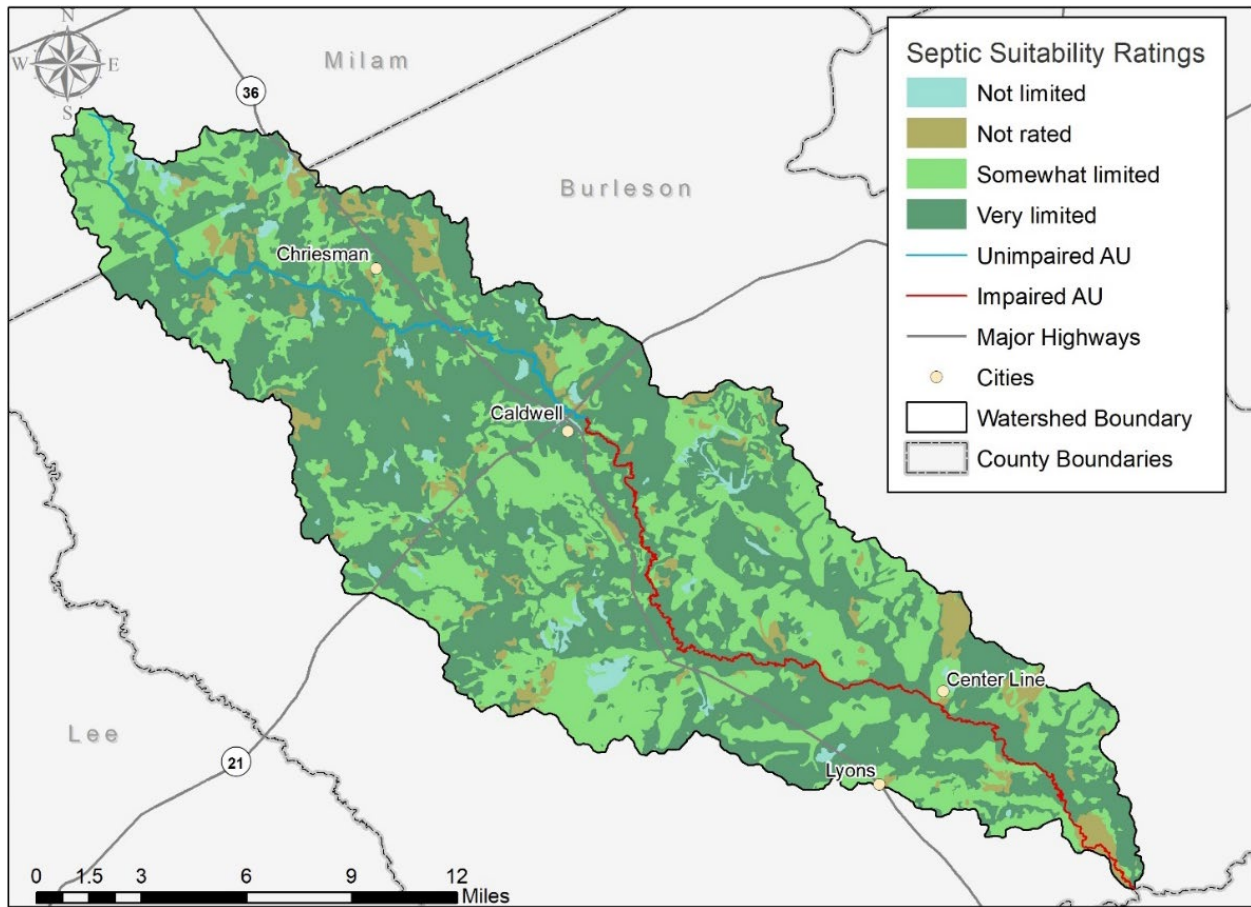 N
W E
S
Milam
36
Burleson
Chriesman
Caldwell
Center Line
Lyons
Lee
21
0 1.5 3 6 9 12
Miles
Septic Suitability Ratings
Not limited
Not rated
Somewhat limited
Very limited
Unimpaired AU
Impaired AU
Major Highways
Cities
Watershed Boundary
County Boundaries